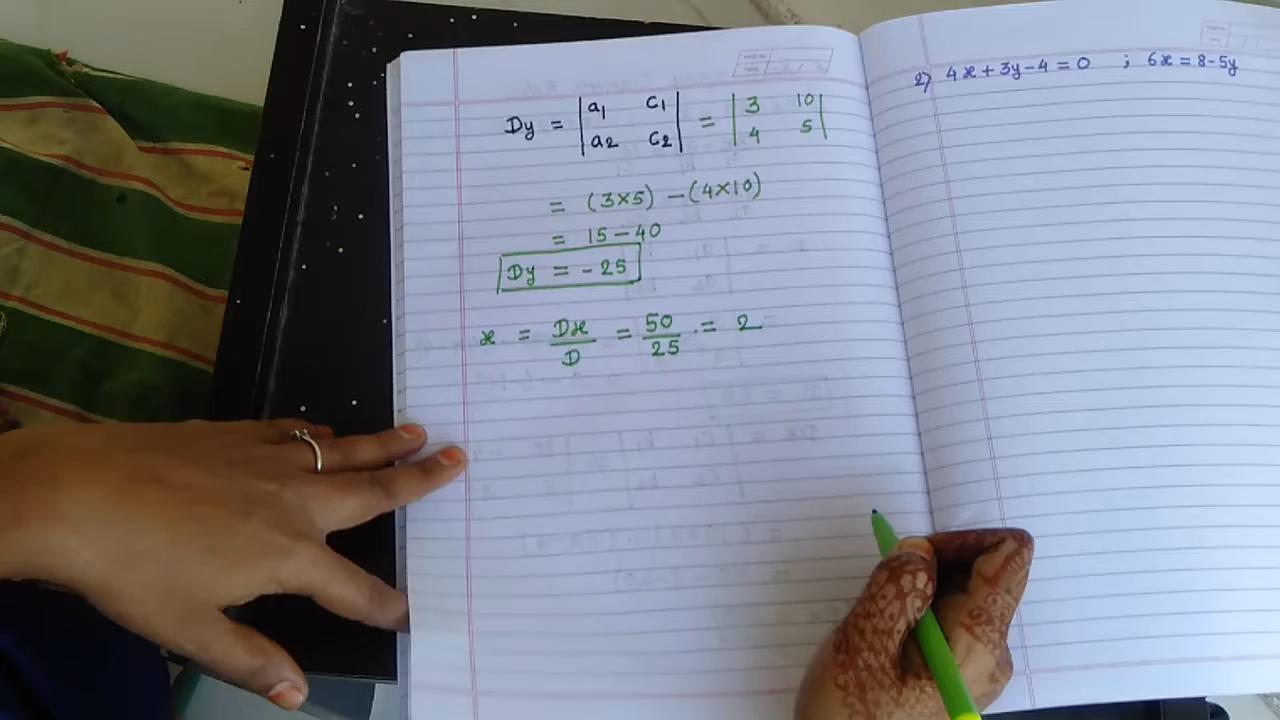 Dy = | a1 c1 | = | 3 10 |
| a2 c2 | | 4 5 |
= (3×5) - (4×10)
= 15 - 40
Dy = - 25
x = Dx / D = 50 / 25 = 2
2) 4x + 3y - 4 = 0 ; 6x = 8 - 5y